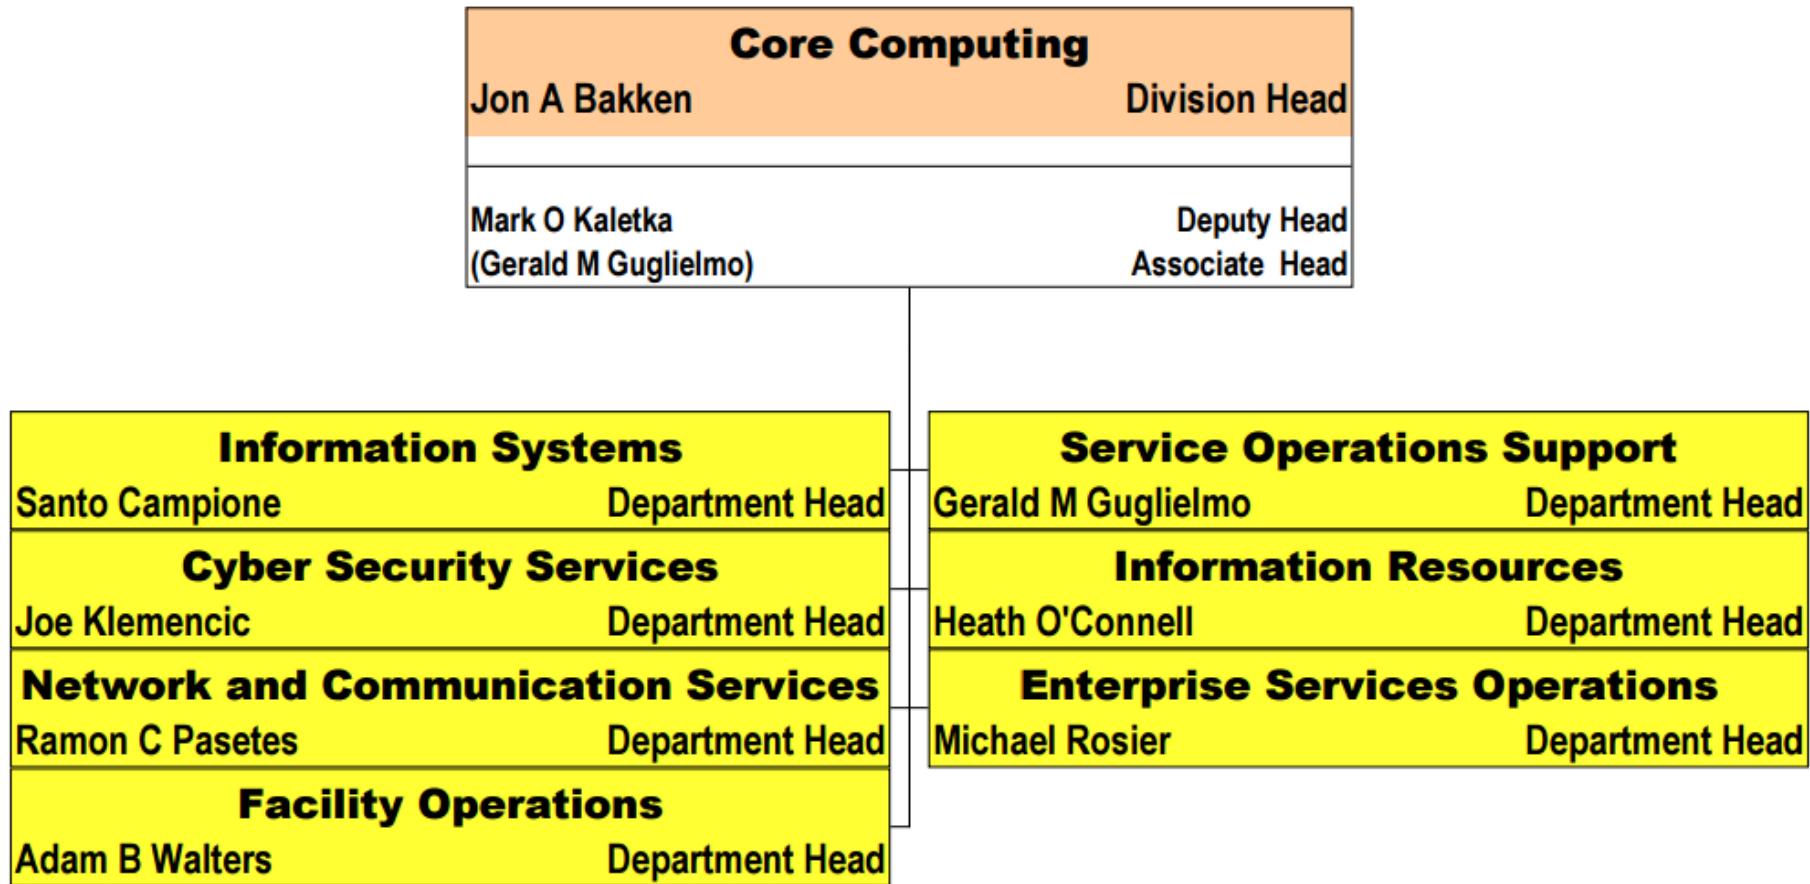 Core Computing
Jon A Bakken Division Head
Mark O Kaletka Deputy Head
(Gerald M Guglielmo) Associate Head
Information Systems
Santo Campione Department Head
Cyber Security Services
Joe Klemencic Department Head
Network and Communication Services
Ramon C Pasetes Department Head
Facility Operations
Adam B Walters Department Head
Service Operations Support
Gerald M Guglielmo Department Head
Information Resources
Heath O'Connell Department Head
Enterprise Services Operations
Michael Rosier Department Head